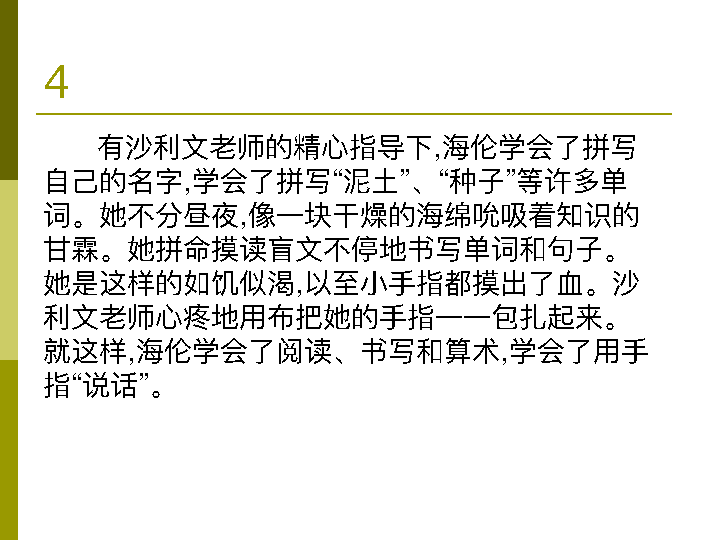 4
有沙利文老师的精心指导下,海伦学会了拼写
自己的名字,学会了拼写“泥土”、“种子”等许多单
词。她不分昼夜,像一块干燥的海绵吮吸着知识的
甘霖。她拼命摸读盲文不停地书写单词和句子。
她是这样的如饥似渴,以至小手指都摸出了血。沙
利文老师心疼地用布把她的手指一一包扎起来。
就这样,海伦学会了阅读、书写和算术,学会了用手
指“说话”。